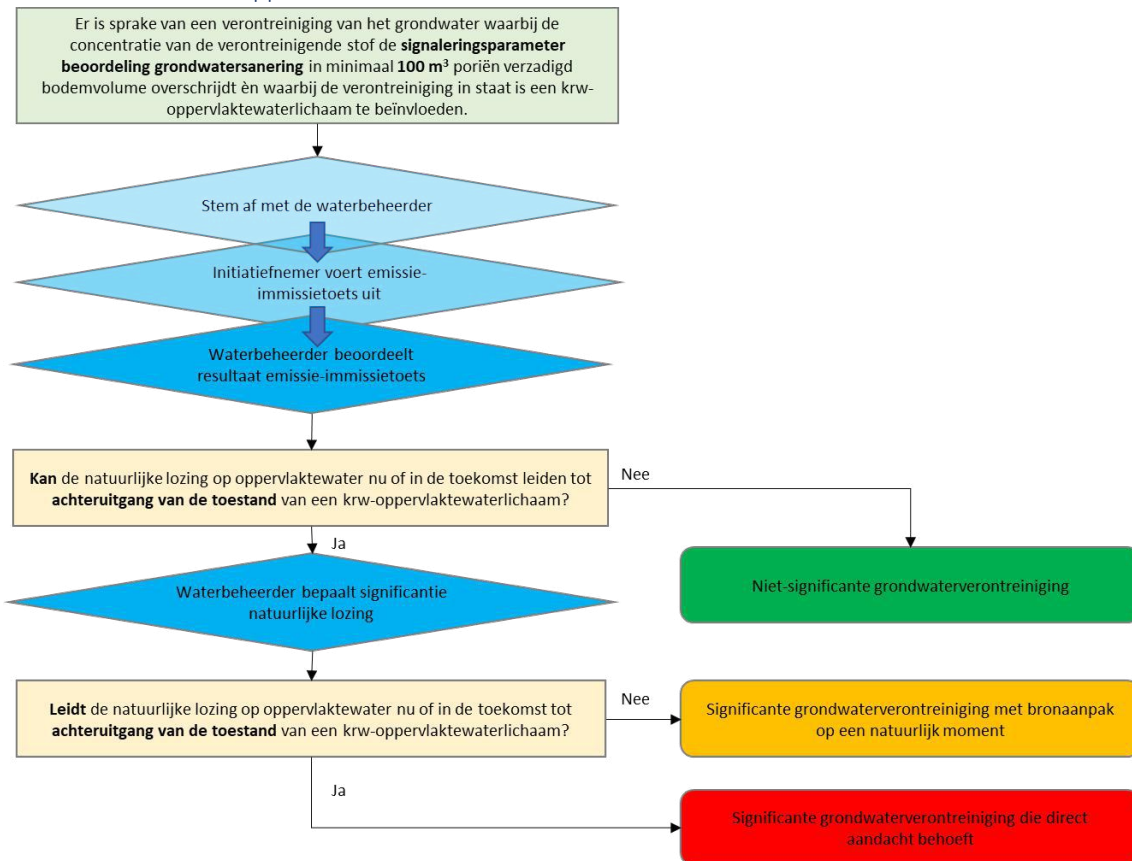 Er is sprake van een verontreiniging van het grondwater waarbij de
concentratie van de verontreinigende stof de signaleringsparameter
beoordeling grondwatersanering in minimaal 100 m³ poriën verzadigd
bodemvolume overschrijdt èn waarbij de verontreiniging in staat is een krw-
oppervlaktewaterlichaam te beïnvloeden.
Stem af met de waterbeheerder
Initiatiefnemer voert emissie-
immissietoets uit
Waterbeheerder beoordeelt
resultaat emissie-immissietoets
Kan de natuurlijke lozing op oppervlaktewater nu of in de toekomst leiden tot
achteruitgang van de toestand van een krw-oppervlaktewaterlichaam?
Nee
Ja
Niet-significante grondwaterverontreiniging
Waterbeheerder bepaalt significantie
natuurlijke lozing
Leidt de natuurlijke lozing op oppervlaktewater nu of in de toekomst tot
achteruitgang van de toestand van een krw-oppervlaktewaterlichaam?
Nee
Significante grondwaterverontreiniging met bronaanpak
op een natuurlijk moment
Ja
Significante grondwaterverontreiniging die direct
aandacht behoeft